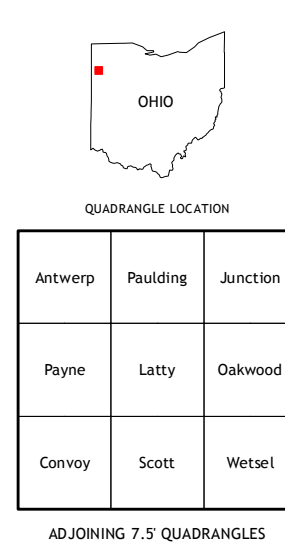 OHIO
QUADRANGLE LOCATION
Antwerp Paulding Junction
Payne Latty Oakwood
Convoy Scott Wetsel
ADJOINING 7.5' QUADRANGLES